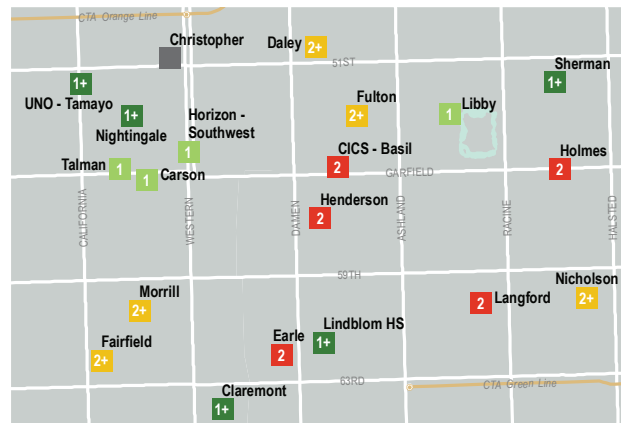 CTA Orange Line
Christopher
Daley
2+
51ST
Sherman
1+
1+
UNO - Tamayo
1+
Nightingale
Horizon -
Southwest
1
Fulton
2+
Libby
1
Talman
1
1
Carson
CICS - Basil
2
GARFIELD
Holmes
2
Henderson
2
CALIFORNIA
WESTERN
DAMEN
ASHLAND
RACINE
HALSTED
59TH
Morrill
2+
Nicholson
2+
2
Langford
Fairfield
2+
Earle
2
Lindblom HS
1+
63RD
CTA Green Line
Claremont
1+